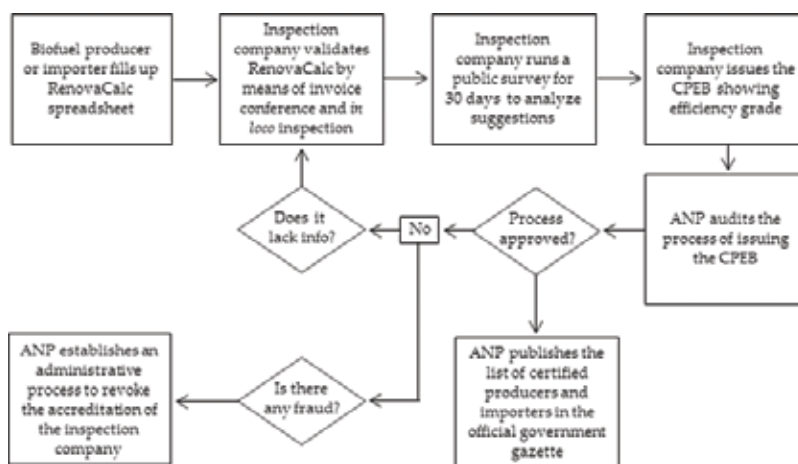 Biofuel producer
or importer fills up
RenovaCalc
spreadsheet
Inspection
company validates
RenovaCalc by
means of invoice
conference and in
loco inspection
Inspection
company runs a
public survey for
30 days to analyze
suggestions
Inspection
company issues the
CPEB showing
efficiency grade
Does it
lack info?
No
Process
approved?
ANP audits the
process of issuing
the CPEB
ANP establishes an
administrative
process to revoke
the accreditation of
the inspection
company
Is there
any fraud?
ANP publishes the
list of certified
producers and
importers in the
official government
gazette